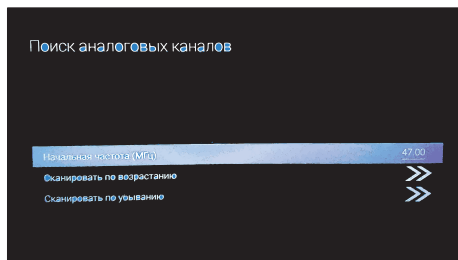 Поиск аналоговых каналов
Начальная частота (МГц) 47.00
Сканировать по возрастанию
Сканировать по убыванию